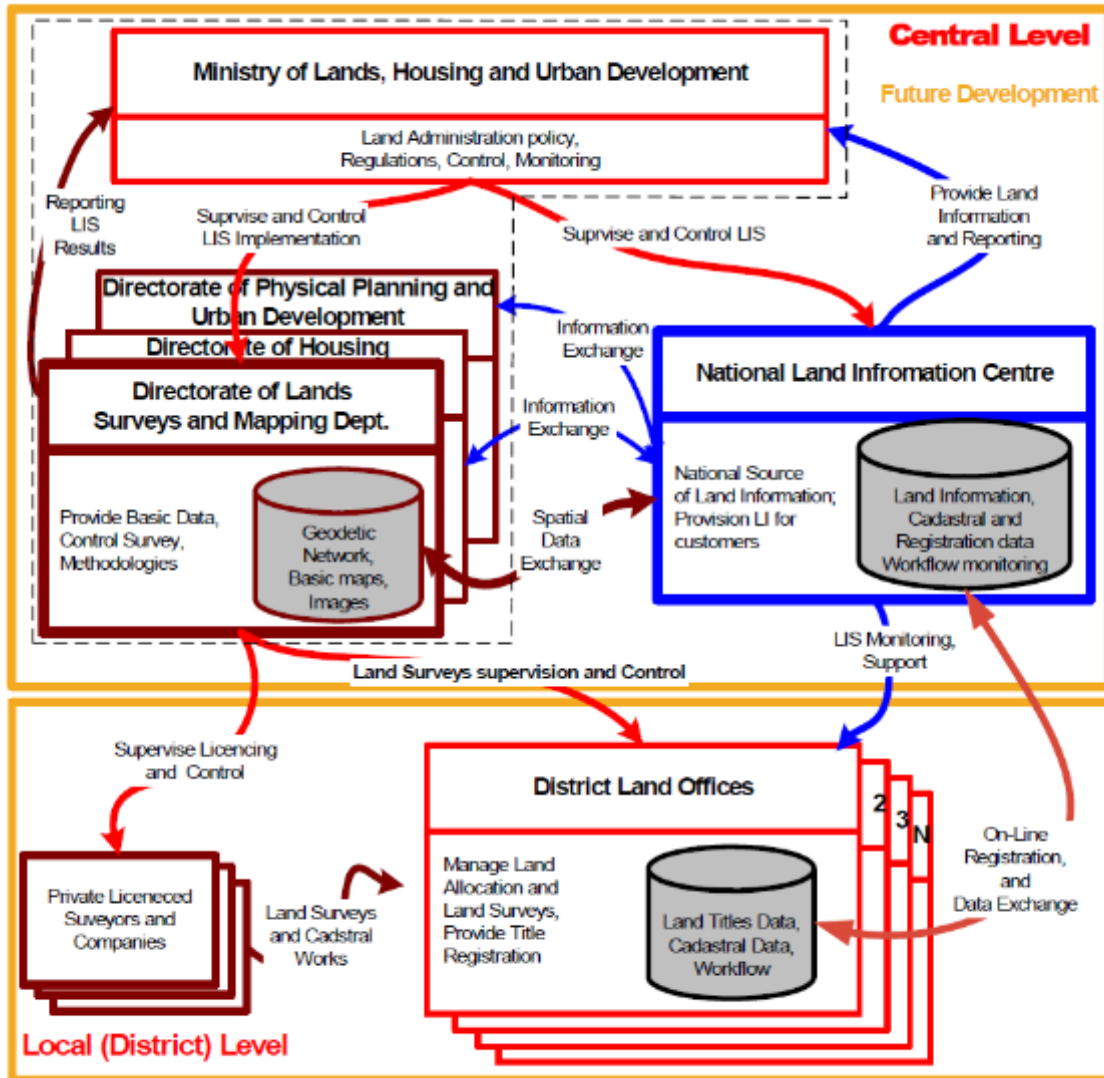 Central Level
Future Development
Ministry of Lands, Housing and Urban Development
Land Administration policy,
Regulations, Control, Monitoring
Reporting
LIS
Results
Suprvise and Control
LIS Implementation
Suprvise and Control LIS
Provide Land
Information
and Reporting
Directorate of Physical Planning and
Urban Development
Directorate of Housing
Directorate of Lands
Surveys and Mapping Dept.
Provide Basic Data,
Control Survey,
Methodologies
Geodetic
Network,
Basic maps,
Images
Information
Exchange
Information
Exchange
Spatial
Data
Exchange
National Land Infromation Centre
National Source
of Land Information;
Provision LI for
customers
Land Information,
Cadastral and
Registration data
Workflow monitoring
LIS Monitoring,
Support
Land Surveys supervision and Control
Supervise Licencing
and Control
Private Liceneced
Suveyors and
Companies
Land Surveys
and Cadstral
Works
District Land Offices
2
3
N
Manage Land
Allocation and
Land Surveys,
Provide Title
Registration
Land Titles Data,
Cadastral Data,
Workflow
On-Line
Registration,
and
Data Exchange
Local (District) Level